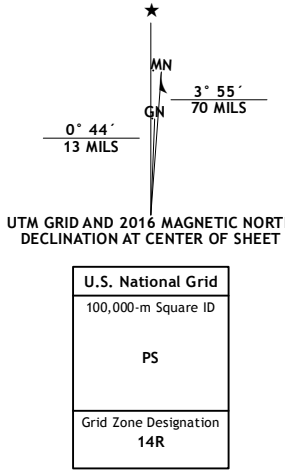 MN
GN
3° 55´
70 MILS
0° 44´
13 MILS
UTM GRID AND 2016 MAGNETIC NORT
DECLINATION AT CENTER OF SHEET
U.S. National Grid
100,000-m Square ID
PS
Grid Zone Designation
14R